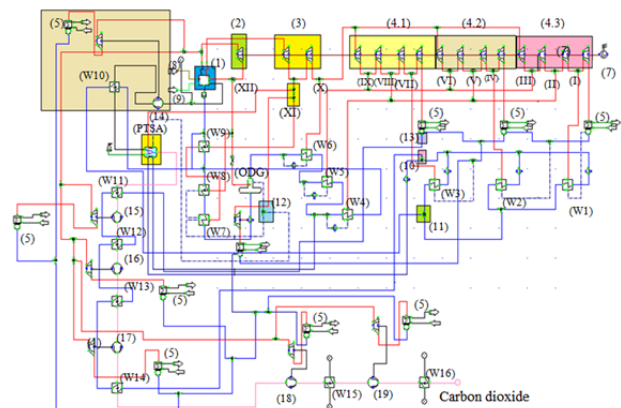 (5) (2) (3) (4.1) (4.2) (4.3)
(8) (1) (7) (7)
(W10) (9) (XII) (X) (IX) (VIII) (VII) (VI) (V) (IV) (III) (II) (I)
(14) (XI)
(PTSA) (W9) (W6) (13) (5) (5) (5)
(W11) (W8) (ODG) (W5) (10) (W3) (W2) (W1)
(5) (15) (W7) (12) (W4) (11)
(W12)
(16) (5)
(W13) (5)
(5) (5)
(17) (5)
(W14) (18) (W15) (19) (W16)
Carbon dioxide